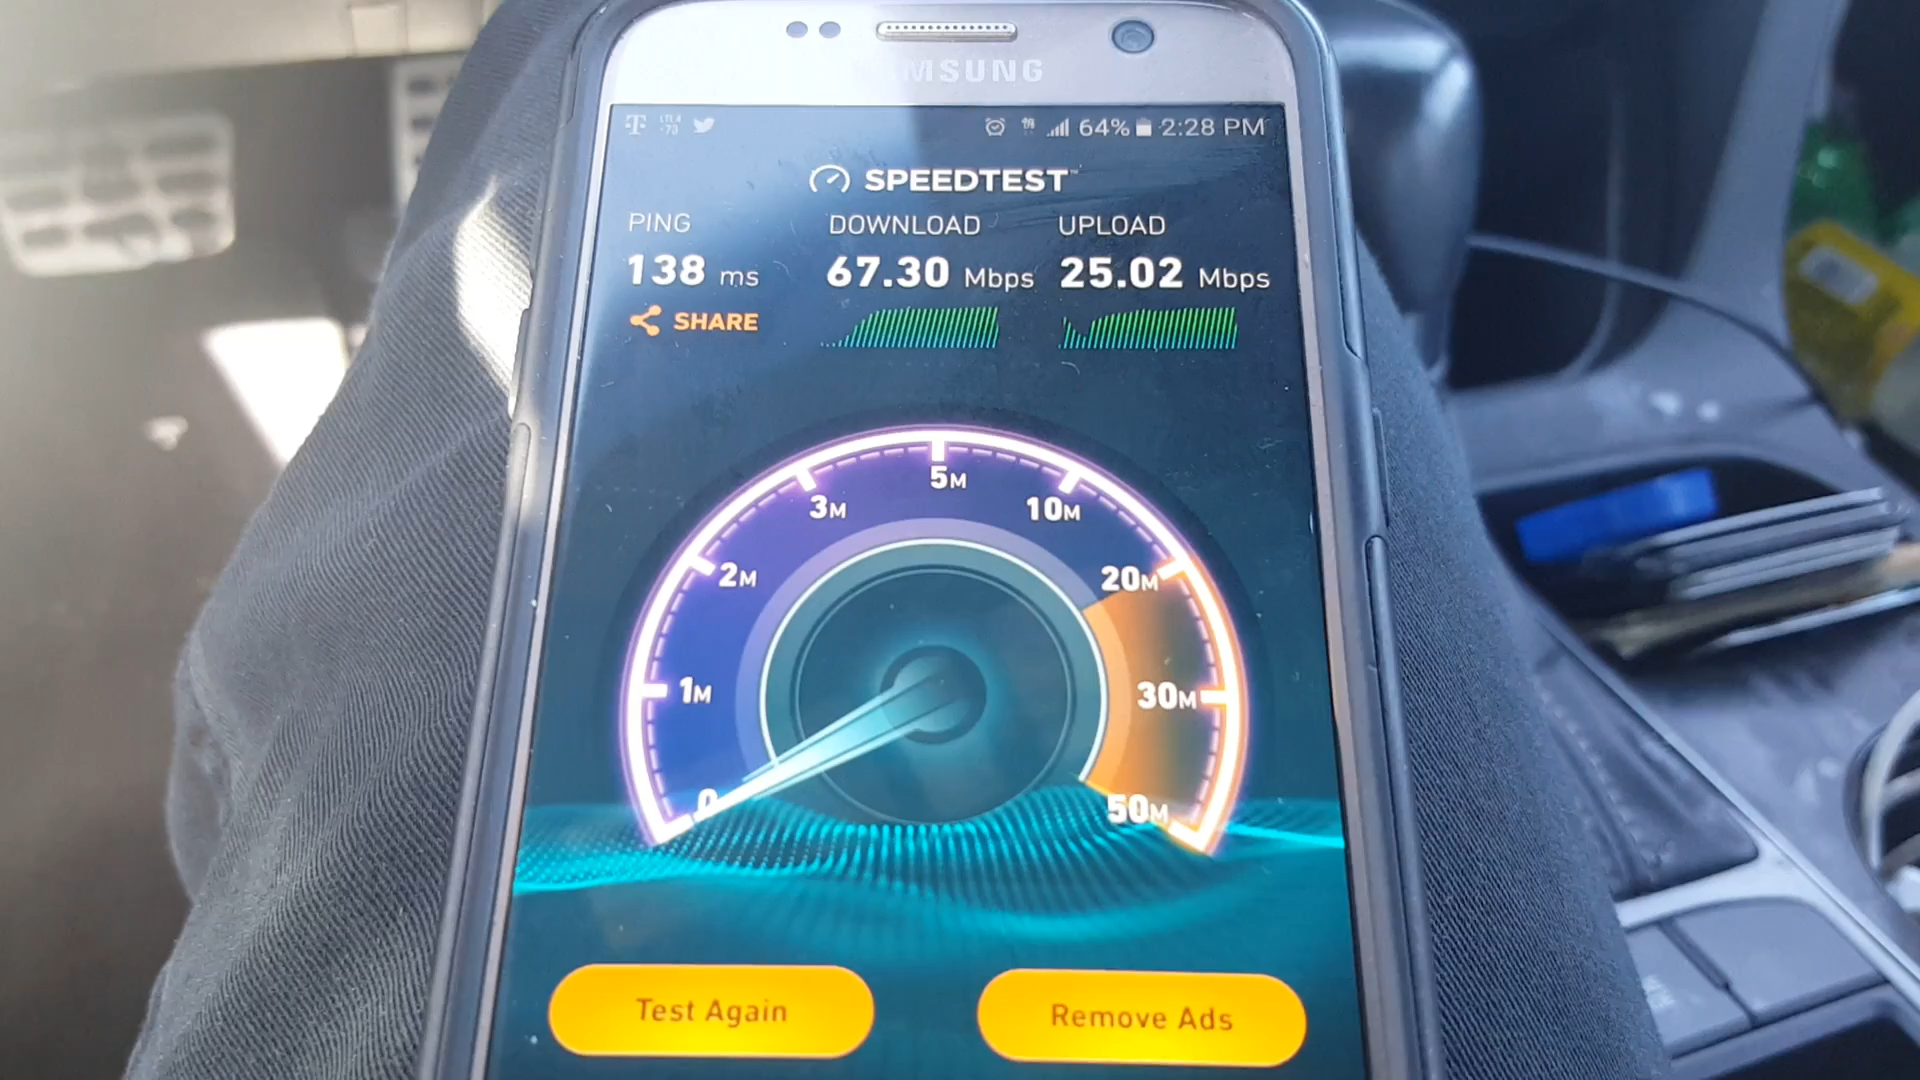 MSUNG
64% 2:28 PM
SPEEDTEST
PING DOWNLOAD UPLOAD
138 ms 67.30 Mbps 25.02 Mbps
SHARE
5M
3M 10M
2M 20M
1M 30M
0 50M
Test Again Remove Ads